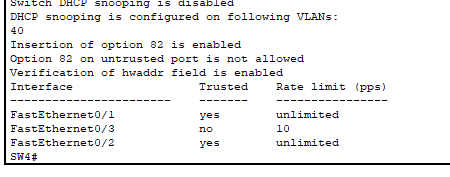 Switch DHCP snooping is disabled
DHCP snooping is configured on following VLANs:
40
Insertion of option 82 is enabled
Option 82 on untrusted port is not allowed
Verification of hwaddr field is enabled
Interface Trusted Rate limit (pps)
----------------------- ------- ----------------
FastEthernet0/1 yes unlimited
FastEthernet0/3 no 10
FastEthernet0/2 yes unlimited
SW4#